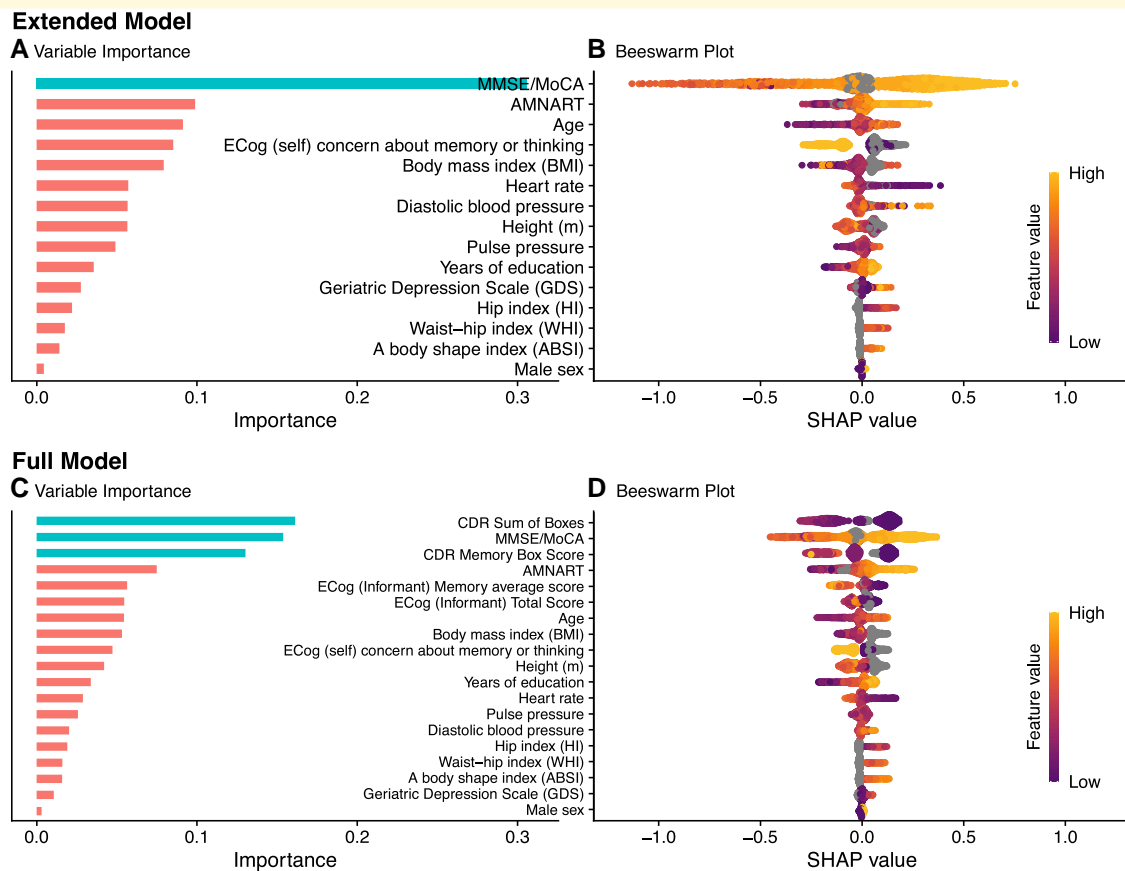 Extended Model
A Variable Importance
MMSE/MoCA
AMNART
Age
ECog (self) concern about memory or thinking
Body mass index (BMI)
Heart rate
Diastolic blood pressure
Height (m)
Pulse pressure
Years of education
Geriatric Depression Scale (GDS)
Hip index (HI)
Waist–hip index (WHI)
A body shape index (ABSI)
Male sex
0.0 0.1 0.2 0.3
Importance
B Beeswarm Plot
High
Feature value
Low
−1.0 −0.5 0.0 0.5 1.0
SHAP value
Full Model
C Variable Importance
CDR Sum of Boxes
MMSE/MoCA
CDR Memory Box Score
AMNART
ECog (Informant) Memory average score
ECog (Informant) Total Score
Age
Body mass index (BMI)
ECog (self) concern about memory or thinking
Height (m)
Years of education
Heart rate
Pulse pressure
Diastolic blood pressure
Hip index (HI)
Waist–hip index (WHI)
A body shape index (ABSI)
Geriatric Depression Scale (GDS)
Male sex
0.0 0.1 0.2 0.3
Importance
D Beeswarm Plot
High
Feature value
Low
−1.0 −0.5 0.0 0.5 1.0
SHAP value